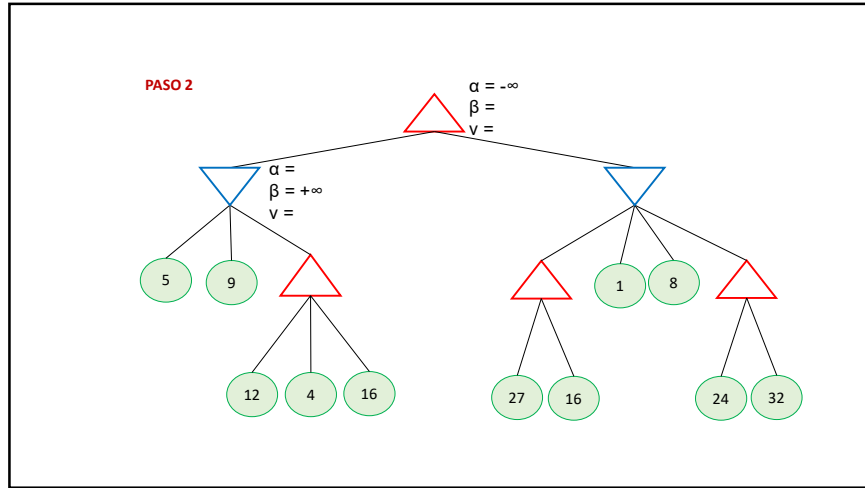 PASO 2
α = -∞
β =
v =
α =
β = +∞
v =
5 9
1 8
12 4 16
27 16
24 32